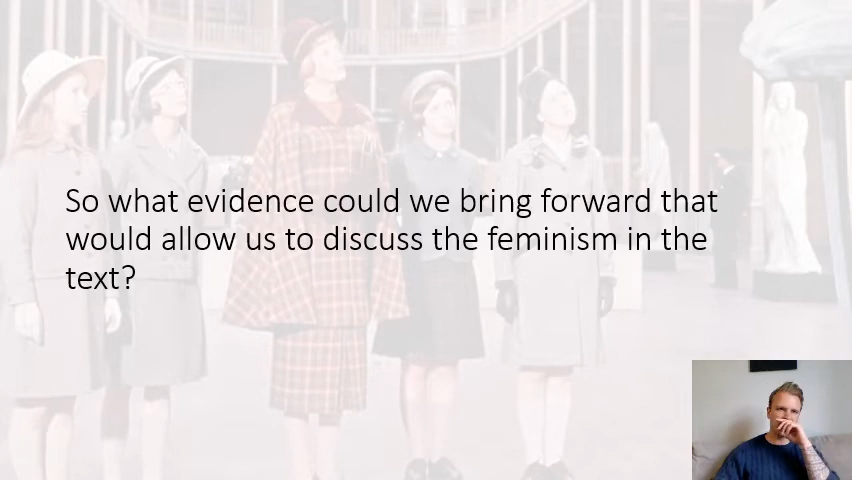 So what evidence could we bring forward that
would allow us to discuss the feminism in the
text?